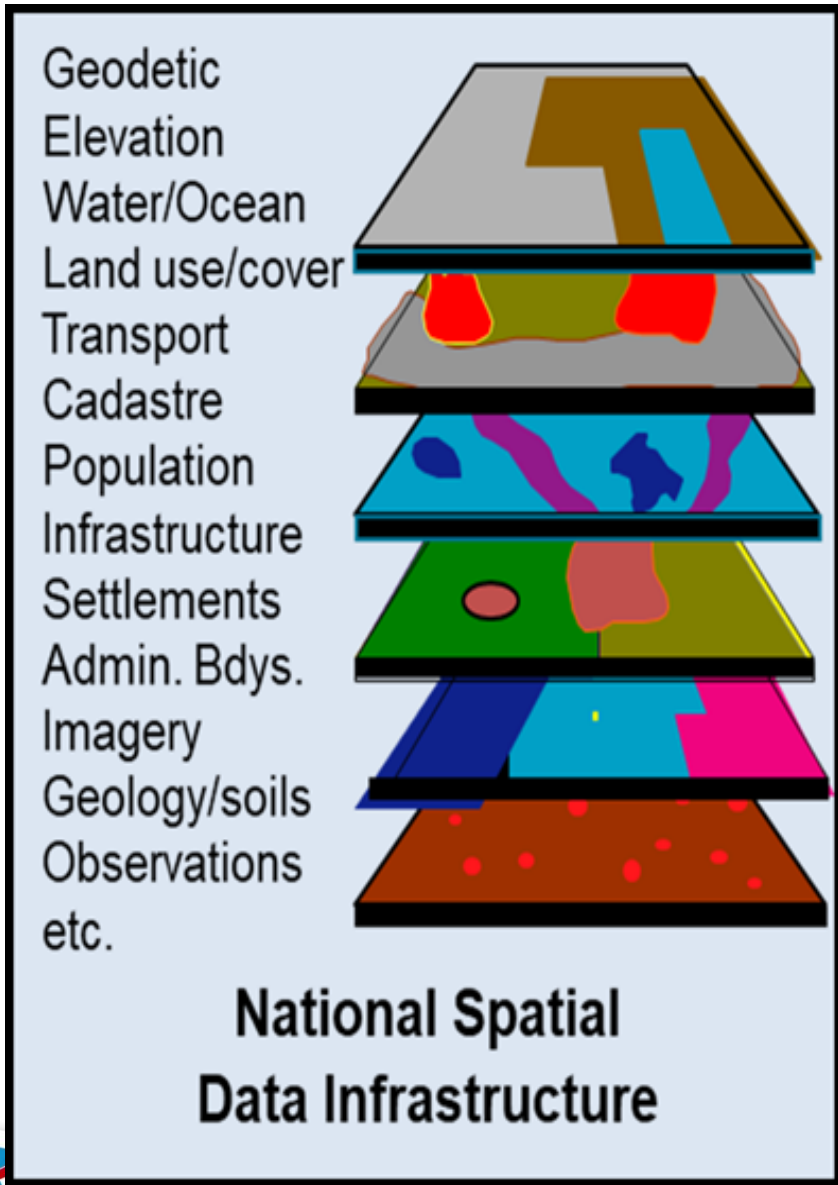 Geodetic
Elevation
Water/Ocean
Land use/cover
Transport
Cadastre
Population
Infrastructure
Settlements
Admin. Bdys.
Imagery
Geology/soils
Observations
etc.
National Spatial
Data Infrastructure